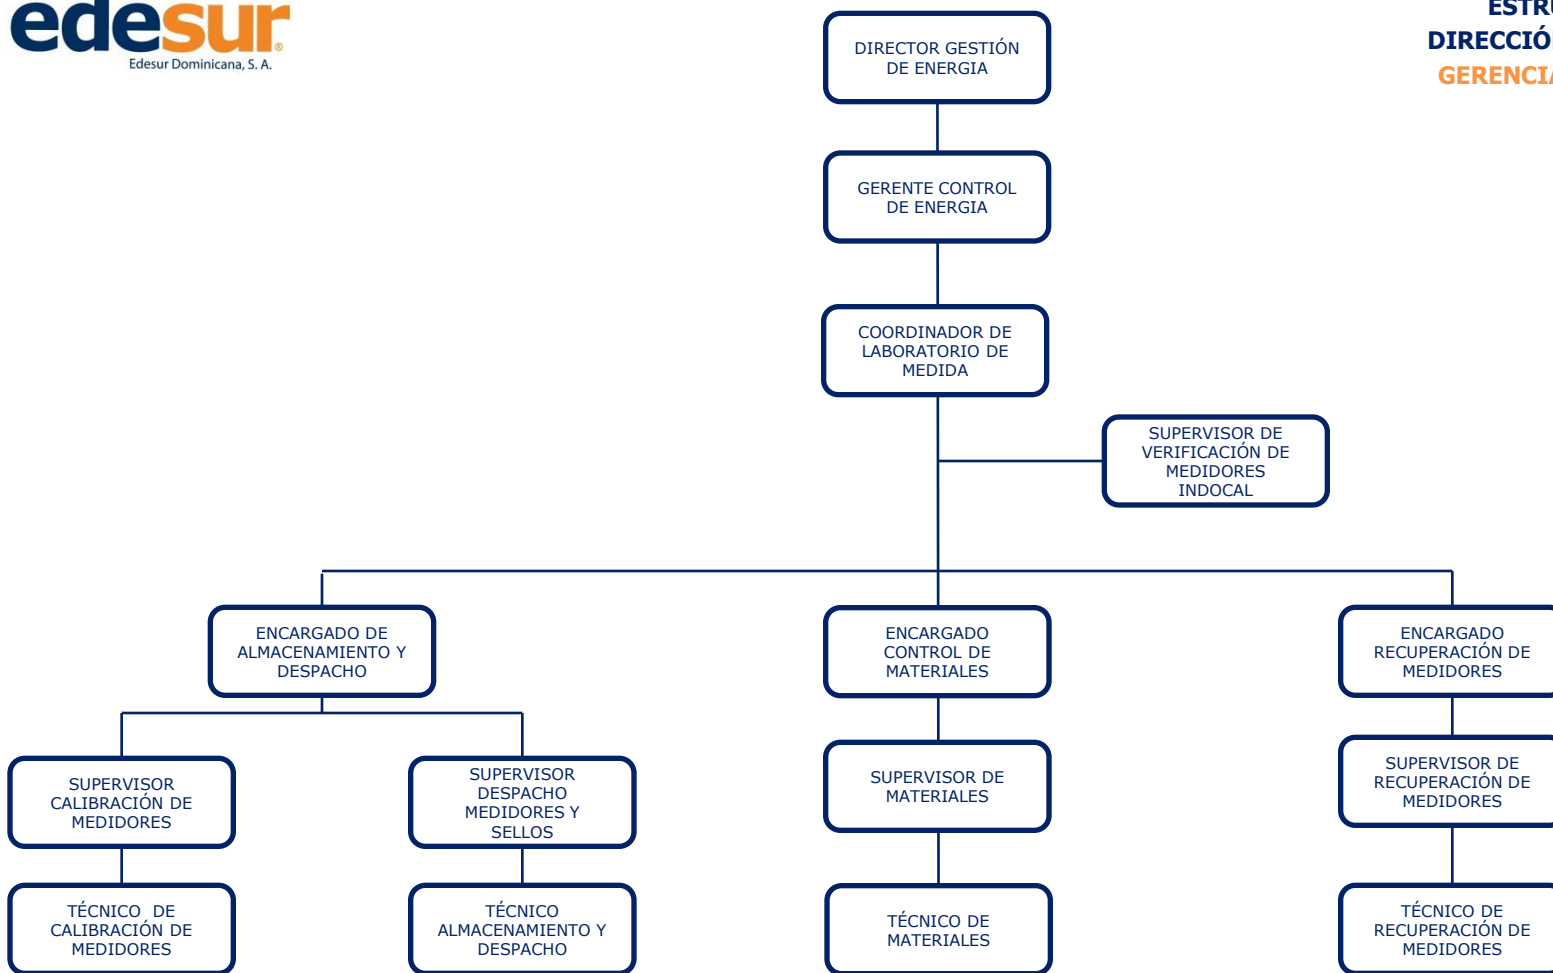 edesur
Edesur Dominicana, S. A.
DIRECTOR GESTIÓN
DE ENERGIA
GERENTE CONTROL
DE ENERGIA
COORDINADOR DE
LABORATORIO DE
MEDIDA
SUPERVISOR DE
VERIFICACIÓN DE
MEDIDORES
INDOCAL
ENCARGADO DE
ALMACENAMIENTO Y
DESPACHO
ENCARGADO
CONTROL DE
MATERIALES
ENCARGADO
RECUPERACIÓN DE
MEDIDORES
SUPERVISOR
CALIBRACIÓN DE
MEDIDORES
SUPERVISOR
DESPACHO
MEDIDORES Y
SELLOS
SUPERVISOR DE
MATERIALES
SUPERVISOR DE
RECUPERACIÓN DE
MEDIDORES
TÉCNICO DE
CALIBRACIÓN DE
MEDIDORES
TÉCNICO
ALMACENAMIENTO Y
DESPACHO
TÉCNICO DE
MATERIALES
TÉCNICO DE
RECUPERACIÓN DE
MEDIDORES